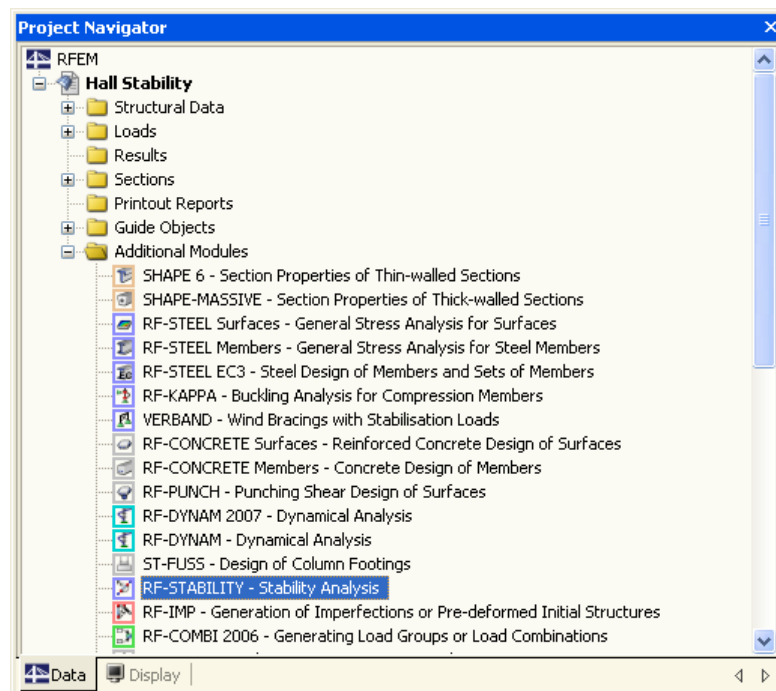 Project Navigator
RFEM
Hall Stability
Structural Data
Loads
Results
Sections
Printout Reports
Guide Objects
Additional Modules
SHAPE 6 - Section Properties of Thin-walled Sections
SHAPE-MASSIVE - Section Properties of Thick-walled Sections
RF-STEEL Surfaces - General Stress Analysis for Surfaces
RF-STEEL Members - General Stress Analysis for Steel Members
RF-STEEL EC3 - Steel Design of Members and Sets of Members
RF-KAPPA - Buckling Analysis for Compression Members
VERBAND - Wind Bracings with Stabilisation Loads
RF-CONCRETE Surfaces - Reinforced Concrete Design of Surfaces
RF-CONCRETE Members - Concrete Design of Members
RF-PUNCH - Punching Shear Design of Surfaces
RF-DYNAM 2007 - Dynamical Analysis
RF-DYNAM - Dynamical Analysis
ST-FUSS - Design of Column Footings
RF-STABILITY - Stability Analysis
RF-IMP - Generation of Imperfections or Pre-deformed Initial Structures
RF-COMBI 2006 - Generating Load Groups or Load Combinations
Data Display